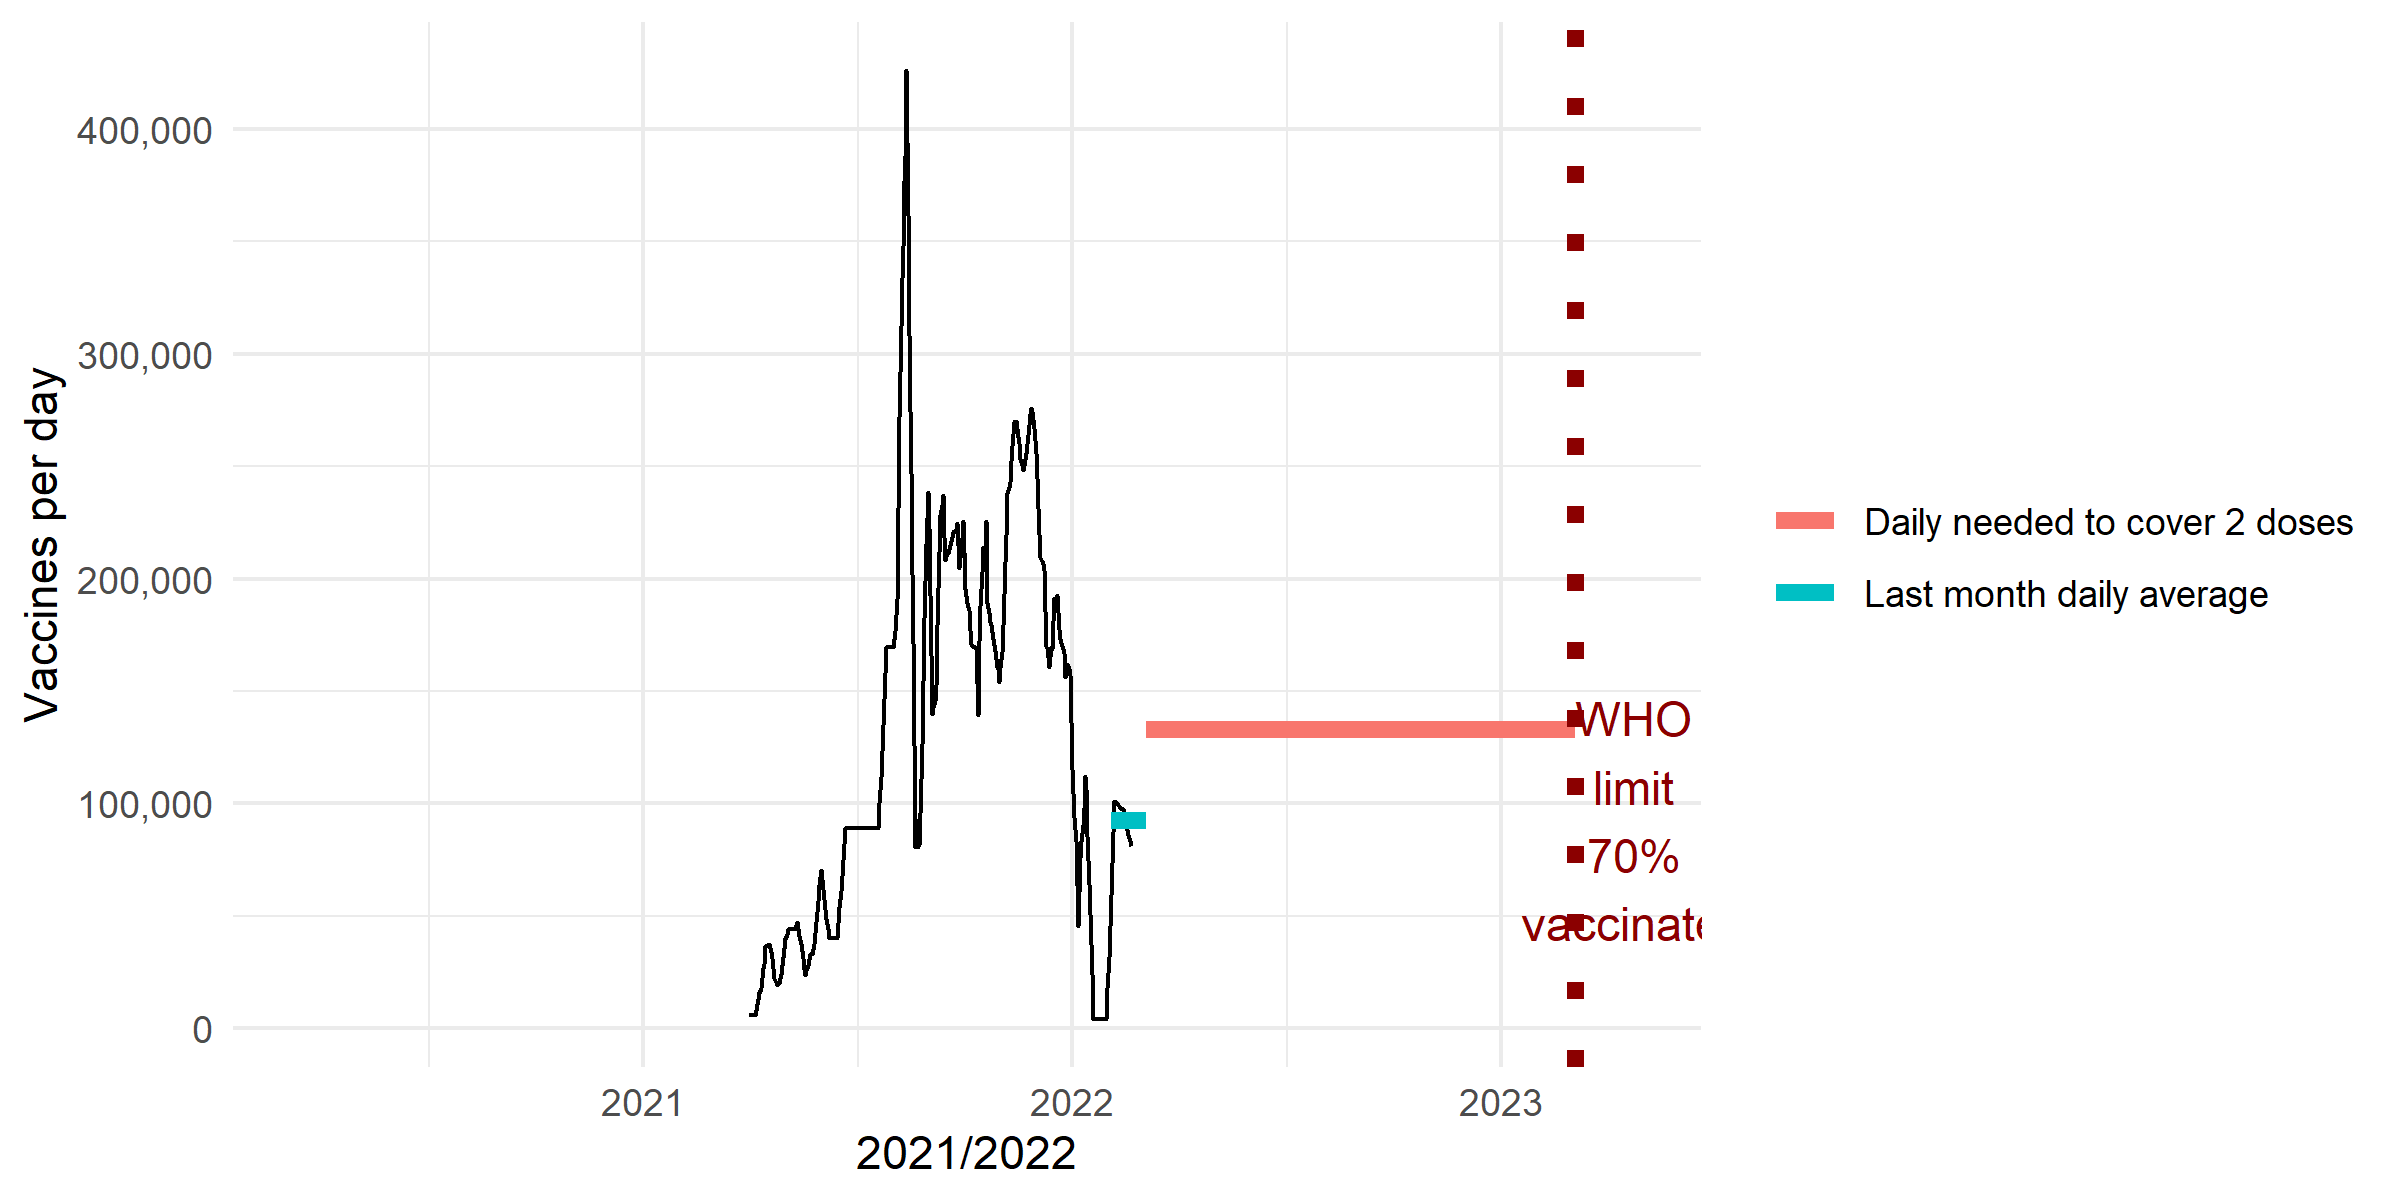 Vaccines per day
400,000
300,000
200,000
100,000
0
2021
2022
2023
2021/2022
WHO
limit
70%
vaccinate
Daily needed to cover 2 doses
Last month daily average